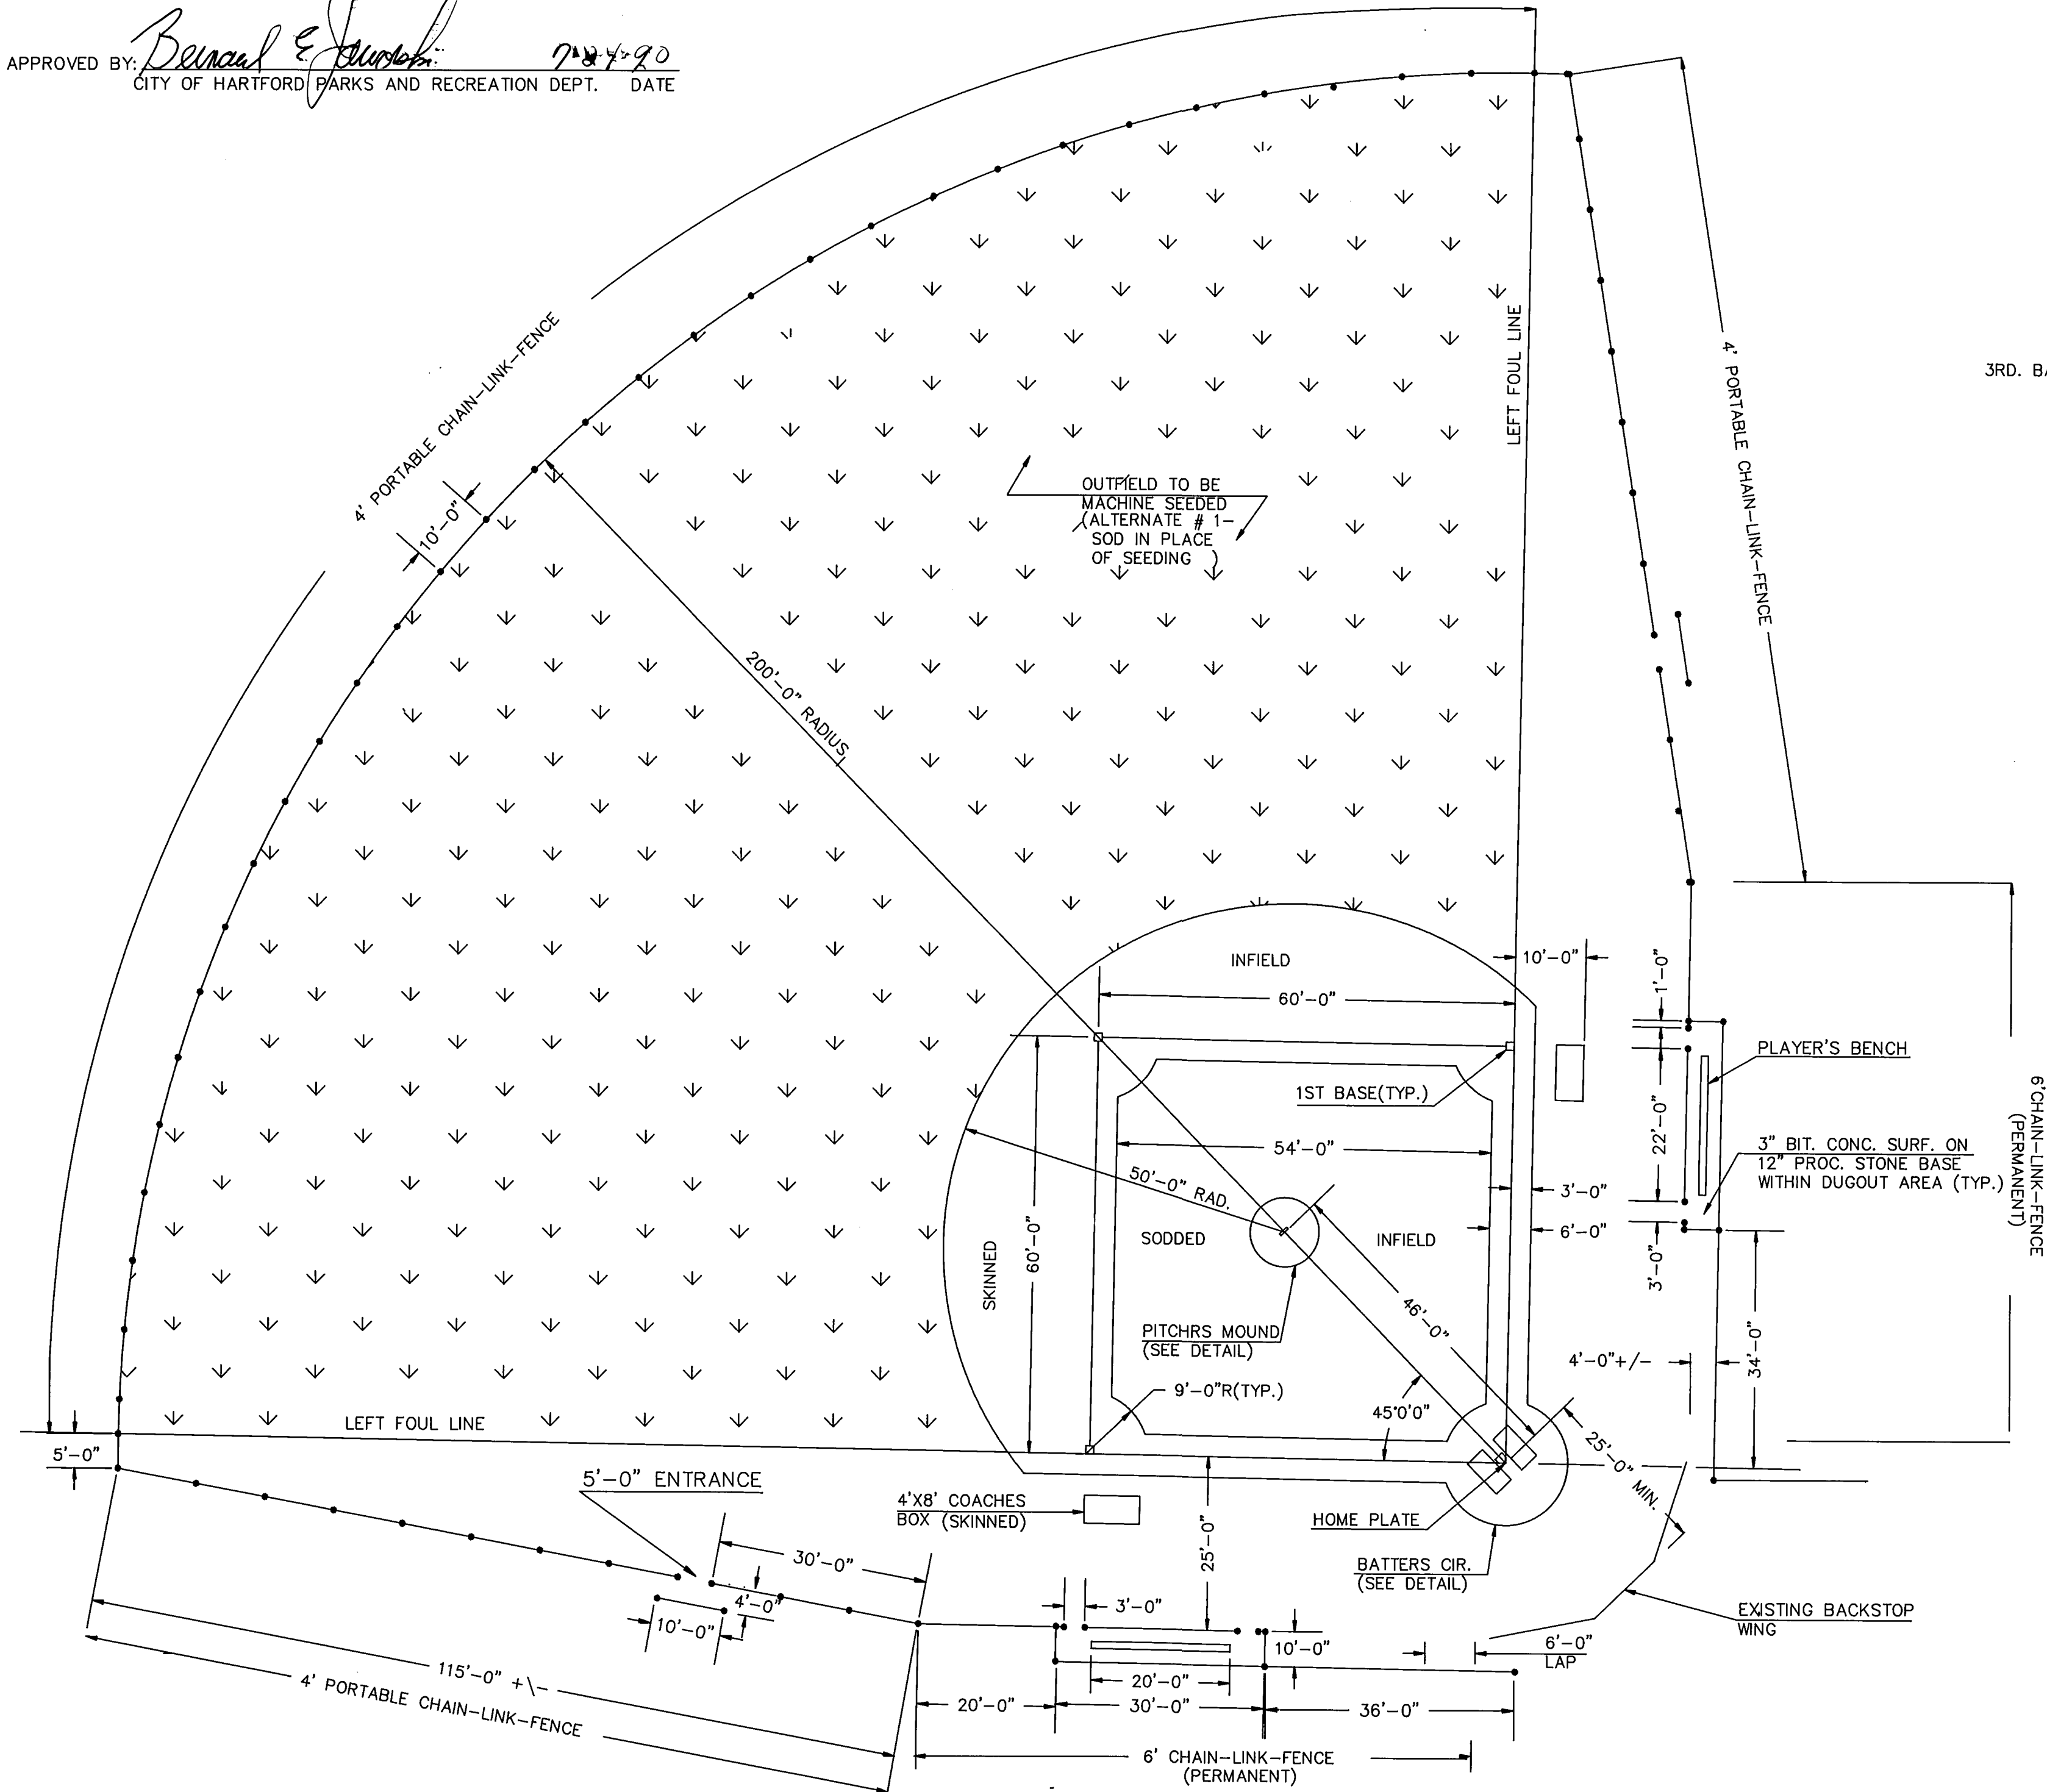 APPROVED BY:
CITY OF HARTFORD PARKS AND RECREATION DEPT. DATE
4' PORTABLE CHAIN-LINK-FENCE
10'-0"
LEFT FOUL LINE
4' PORTABLE CHAIN-LINK-FENCE
3RD. BA
OUTFIELD TO BE
MACHINE SEEDED
(ALTERNATE # 1-
SOD IN PLACE
OF SEEDING )
200'-0" RADIUS
INFIELD
10'-0"
60'-0"
1'-0"
PLAYER'S BENCH
1ST BASE(TYP.)
22'-0"
6'CHAIN-LINK-FENCE
(PERMANENT)
54'-0"
3" BIT. CONC. SURF. ON
12" PROC. STONE BASE
WITHIN DUGOUT AREA (TYP.)
50'-0" RAD.
3'-0"
6'-0"
SODDED
INFIELD
SKINNED
60'-0"
3'-0"
46'-0"
PITCHRS MOUND
(SEE DETAIL)
4'-0"+/-
34'-0"
9'-0"R(TYP.)
45°0'0"
LEFT FOUL LINE
5'-0"
25'-0" MIN.
5'-0" ENTRANCE
4'X8' COACHES
BOX (SKINNED)
HOME PLATE
25'-0"
30'-0"
BATTERS CIR.
(SEE DETAIL)
4'-0"
3'-0"
10'-0"
EXISTING BACKSTOP
WING
10'-0"
6'-0"
LAP
115'-0" +\-
20'-0"
4' PORTABLE CHAIN-LINK-FENCE
20'-0"
30'-0"
36'-0"
6' CHAIN-LINK-FENCE
(PERMANENT)